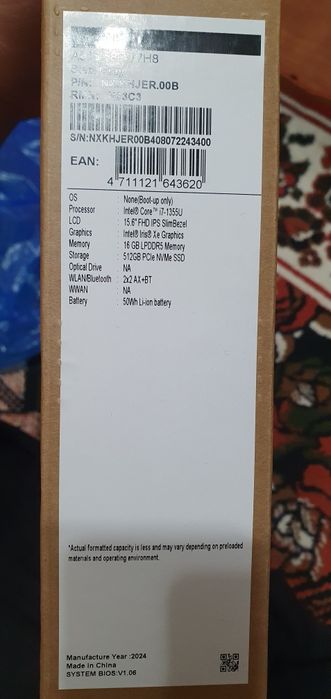 P/N: NXKHJER.00B
S/N:NXKHJER00B408072243400
EAN:
4 711121 643620
OS : None(Boot-up only)
Processor : Intel® Core™ i7-1355U
LCD : 15.6" FHD IPS SlimBezel
Graphics : Intel® Iris® Xe Graphics
Memory : 16 GB LPDDR5 Memory
Storage : 512GB PCIe NVMe SSD
Optical Drive : NA
WLAN/Bluetooth : 2x2 AX+BT
WWAN : NA
Battery : 50Wh Li-ion battery
*Actual formatted capacity is less and may vary depending on preloaded
materials and operating environment.
Manufacture Year :2024
Made in China
SYSTEM BIOS:V1.06